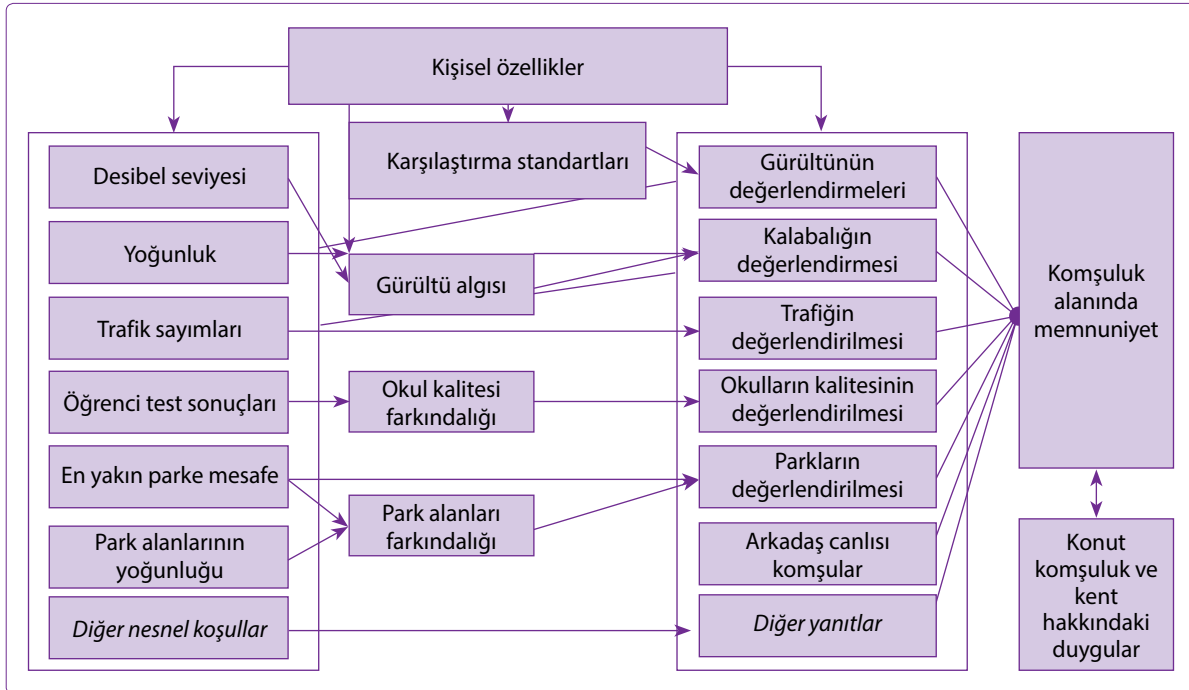 Kişisel özellikler
Karşılaştırma standartları
Desibel seviyesi
Yoğunluk
Trafik sayımları
Öğrenci test sonuçları
En yakın parke mesafe
Park alanlarının
yoğunluğu
Diğer nesnel koşullar
Gürültü algısı
Okul kalitesi
farkındalığı
Park alanları
farkındalığı
Gürültünün
değerlendirmeleri
Kalabalığın
değerlendirmesi
Trafiğin
değerlendirilmesi
Okulların kalitesinin
değerlendirilmesi
Parkların
değerlendirilmesi
Arkadaş canlısı
komşular
Diğer yanıtlar
Komşuluk
alanında
memnuniyet
Konut
komşuluk ve
kent
hakkındaki
duygular